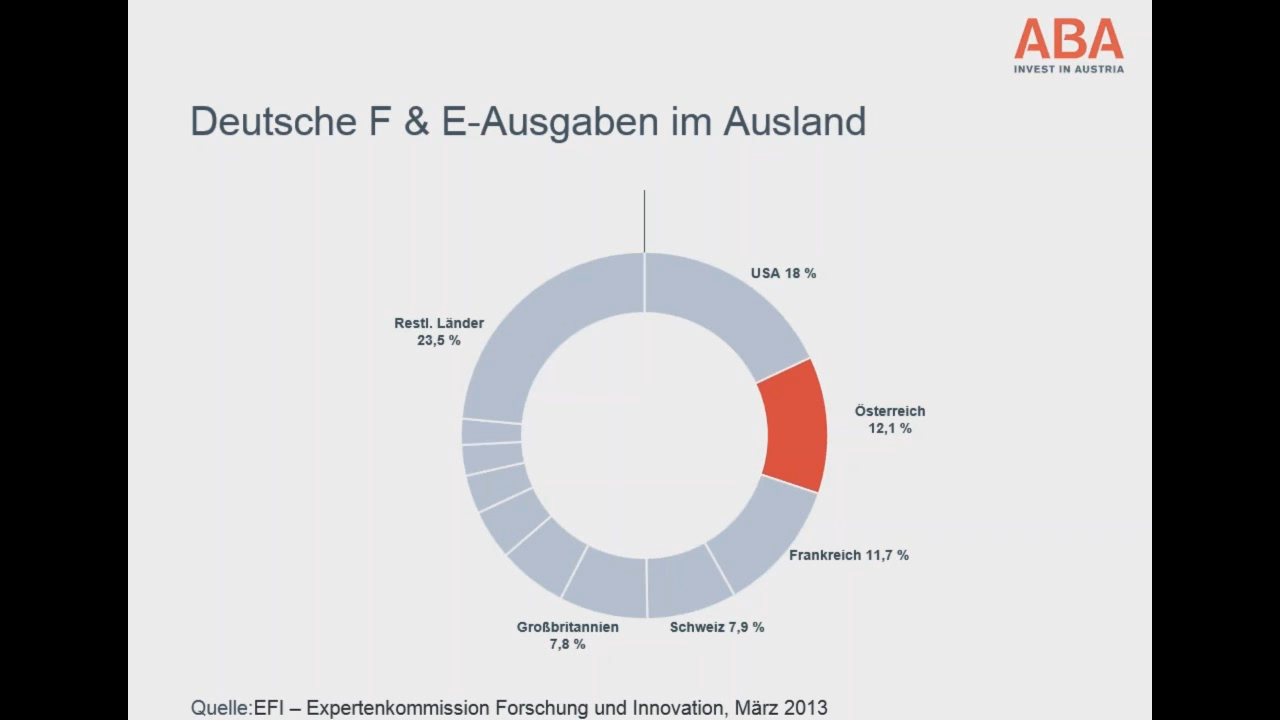 ABA
INVEST IN AUSTRIA
Deutsche F & E-Ausgaben im Ausland
USA 18 %
Restl. Länder
23,5 %
Österreich
12,1 %
Frankreich 11,7 %
Großbritannien
7,8 %
Schweiz 7,9 %
Quelle:EFI – Expertenkommission Forschung und Innovation, März 2013